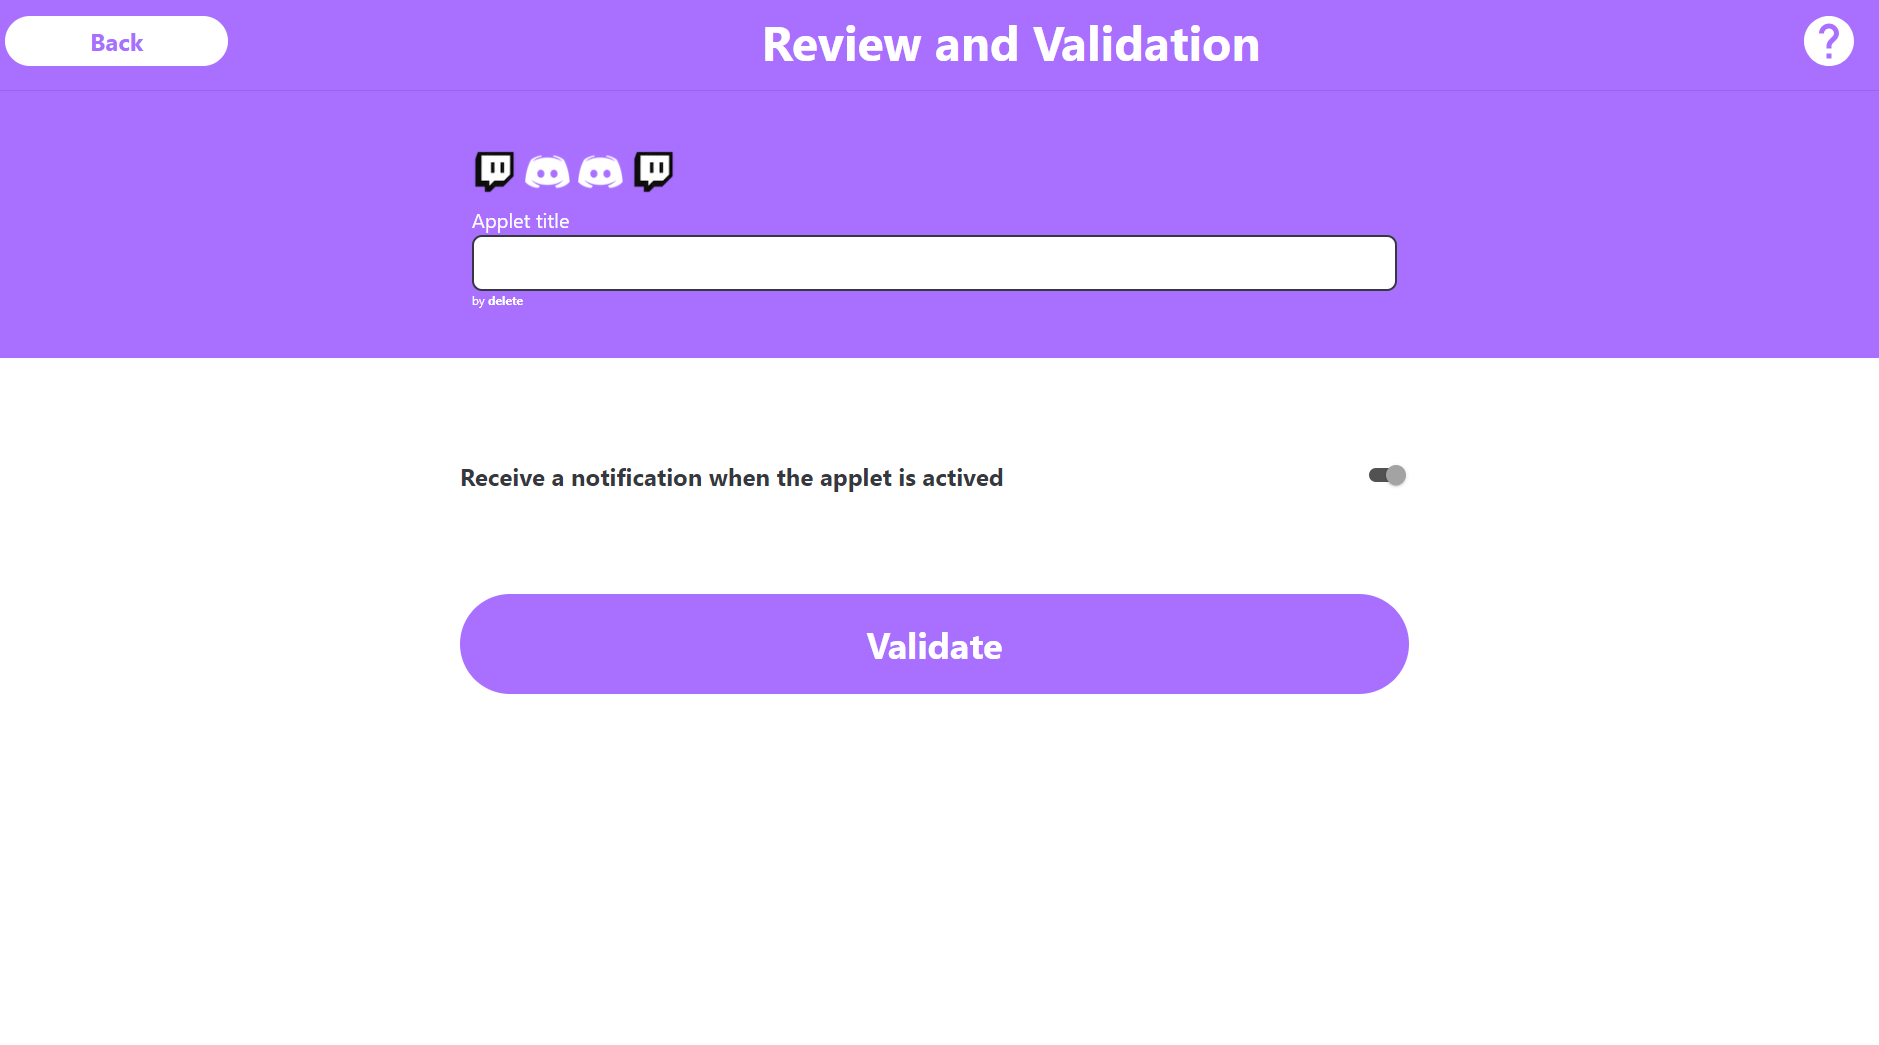 Back
Review and Validation
?
Applet title
by delete
Receive a notification when the applet is actived
Validate